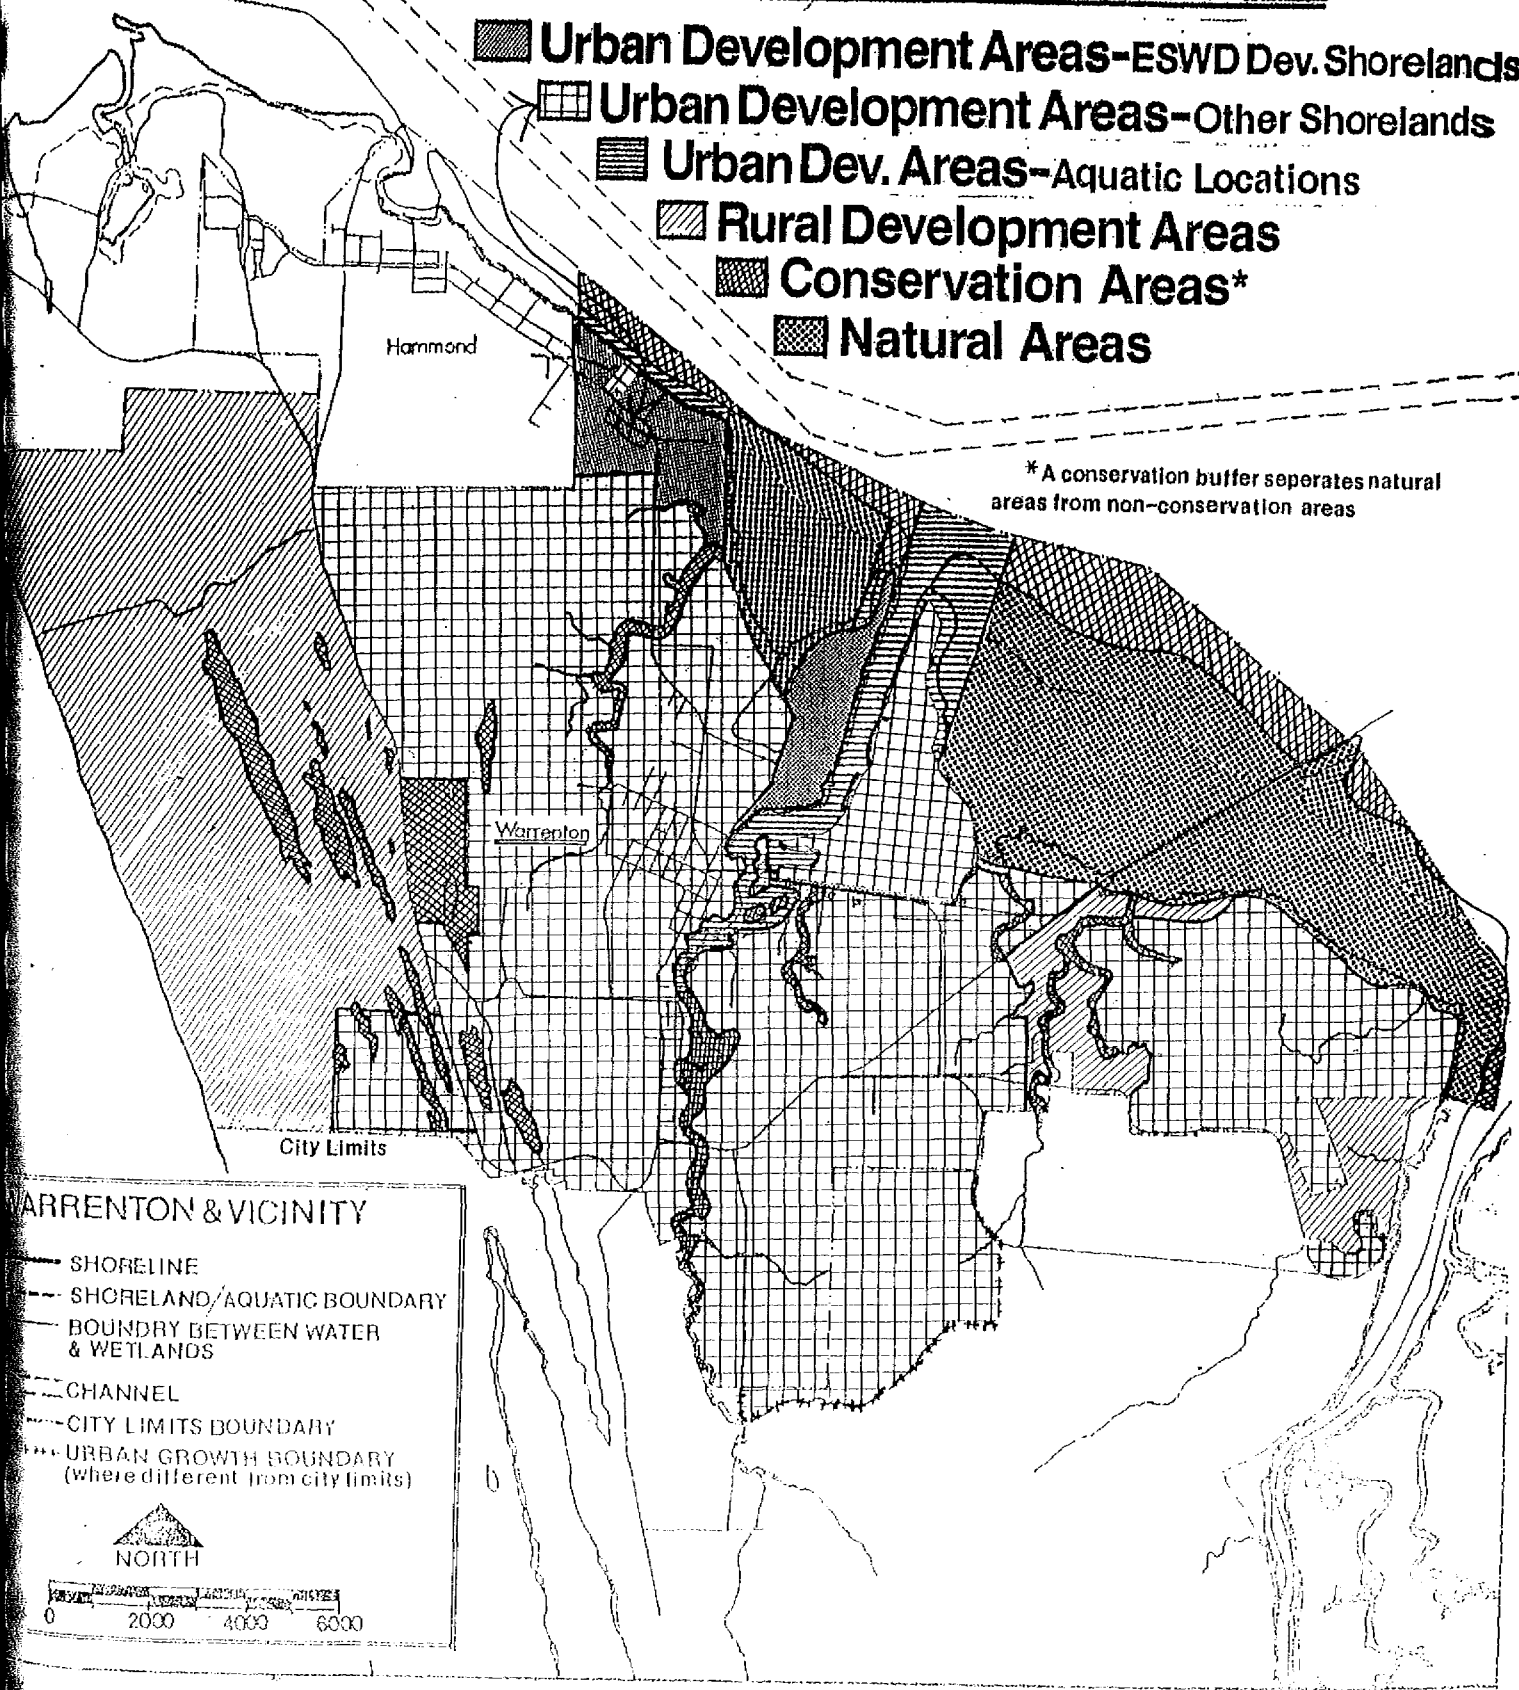 Urban Development Areas-ESWD Dev. Shorelands
Urban Development Areas-Other Shorelands
Urban Dev. Areas-Aquatic Locations
Rural Development Areas
Conservation Areas*
Natural Areas
Hammond
*A conservation buffer seperates natural
areas from non-conservation areas
Warrenton
City Limits
ARRENTON & VICINITY
SHORELINE
SHORELAND/AQUATIC BOUNDARY
BOUNDRY BETWEEN WATER
& WETLANDS
CHANNEL
CITY LIMITS BOUNDARY
URBAN GROWTH BOUNDARY
(where different from city limits)
NORTH
0 2000 4000 6000